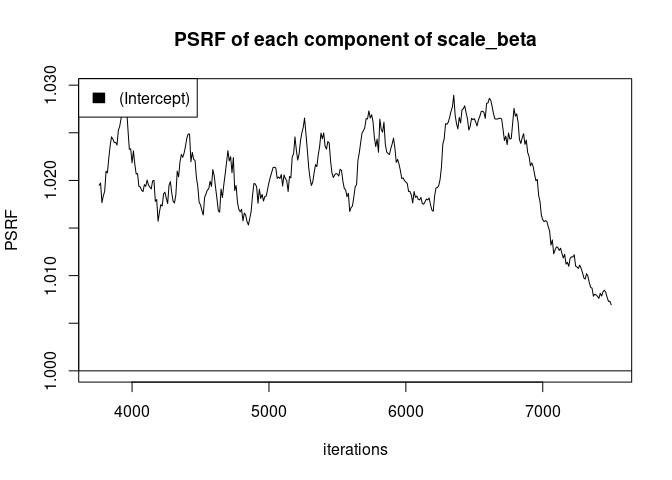 PSRF of each component of scale_beta
(Intercept)
PSRF
1.030
1.020
1.010
1.000
4000 5000 6000 7000
iterations